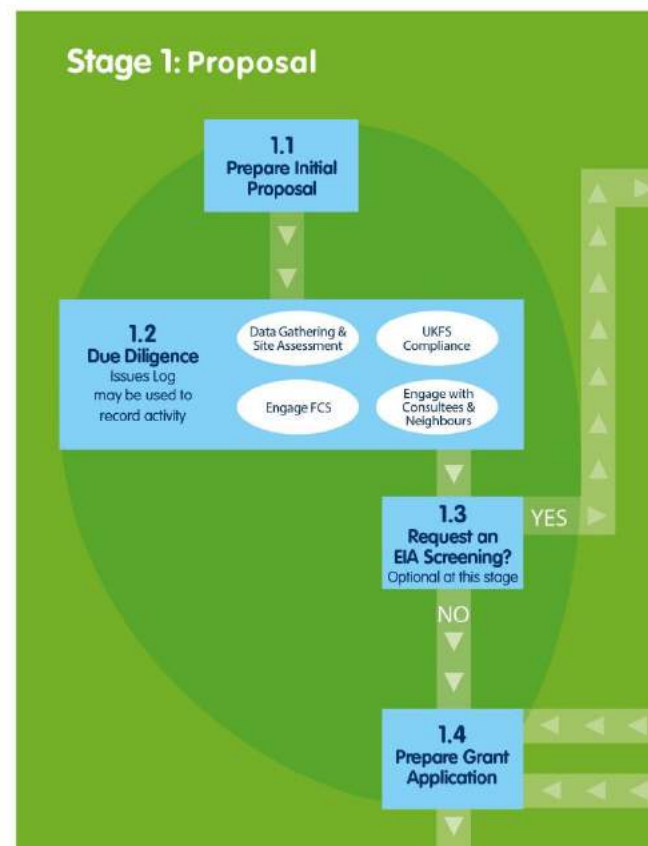 Stage 1: Proposal
1.1
Prepare Initial
Proposal
1.2
Due Diligence
Issues Log
may be used to
record activity
Data Gathering &
Site Assessment
UKFS
Compliance
Engage FCS
Engage with
Consultees &
Neighbours
1.3
Request an
EIA Screening?
Optional at this stage
YES
NO
1.4
Prepare Grant
Application